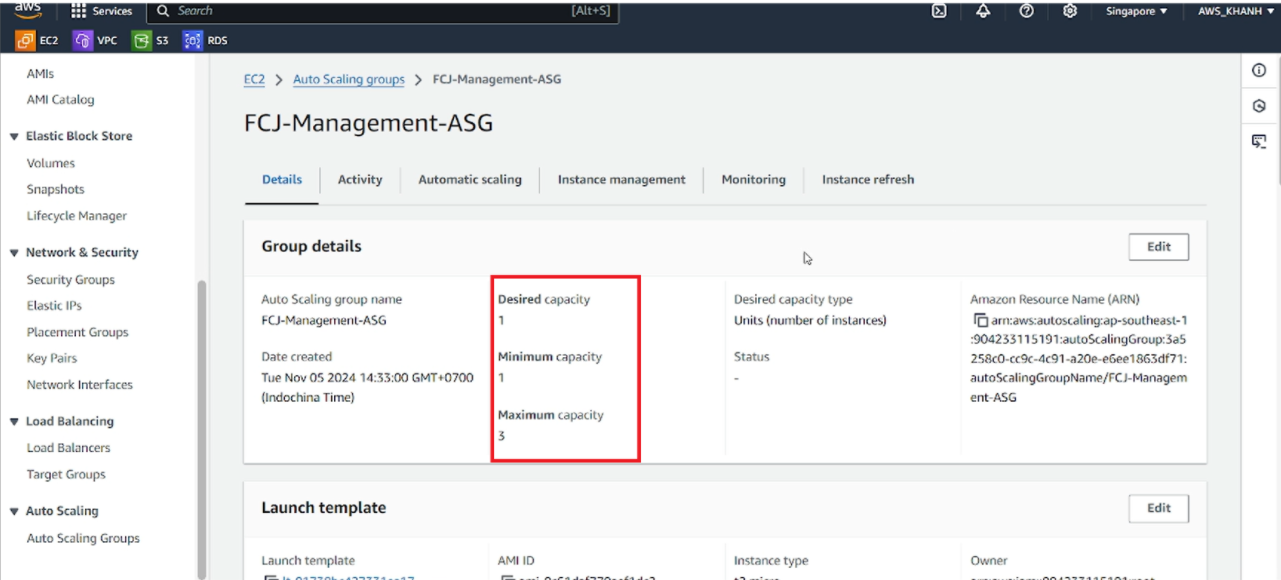 aws
Services
Search
[Alt+S]
Singapore
AWS_KHANH
EC2
VPC
S3
RDS
AMIs
AMI Catalog
Elastic Block Store
Volumes
Snapshots
Lifecycle Manager
Network & Security
Security Groups
Elastic IPs
Placement Groups
Key Pairs
Network Interfaces
Load Balancing
Load Balancers
Target Groups
Auto Scaling
Auto Scaling Groups
EC2 > Auto Scaling groups > FCJ-Management-ASG
FCJ-Management-ASG
Details
Activity
Automatic scaling
Instance management
Monitoring
Instance refresh
Group details
Edit
Auto Scaling group name
FCJ-Management-ASG
Date created
Tue Nov 05 2024 14:33:00 GMT+0700
(Indochina Time)
Desired capacity
1
Minimum capacity
1
Maximum capacity
3
Desired capacity type
Units (number of instances)
Status
-
Amazon Resource Name (ARN)
arn:aws:autoscaling:ap-southeast-1
:904233115191:autoScalingGroup:3a5
258c0-cc9c-4c91-a20e-e6ee1863df71:
autoScalingGroupName/FCJ-Managem
ent-ASG
Launch template
Edit
Launch template
AMI ID
Instance type
Owner